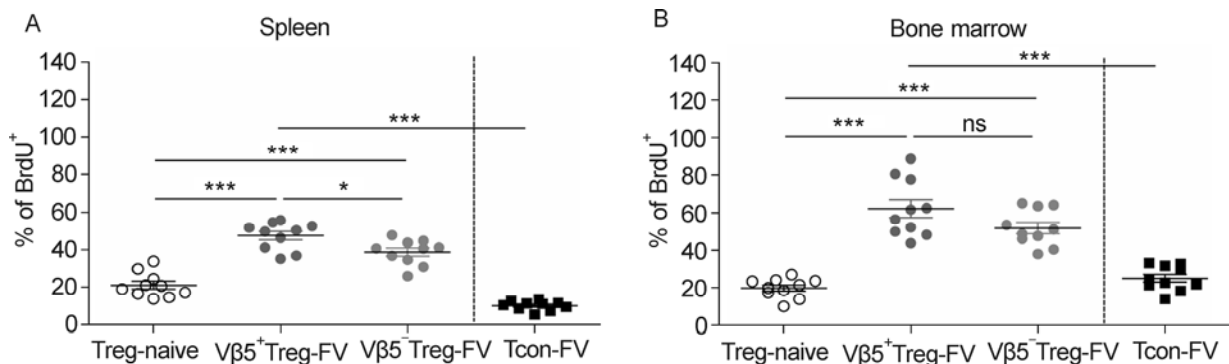 A
Spleen
% of BrdU⁺
140
120
100
80
60
40
20
0
***
***
***
*
Treg-naive
Vβ5⁺Treg-FV
Vβ5⁻Treg-FV
Tcon-FV
B
Bone marrow
% of BrdU⁺
140
120
100
80
60
40
20
0
***
***
***
ns
Treg-naive
Vβ5⁺Treg-FV
Vβ5⁻Treg-FV
Tcon-FV